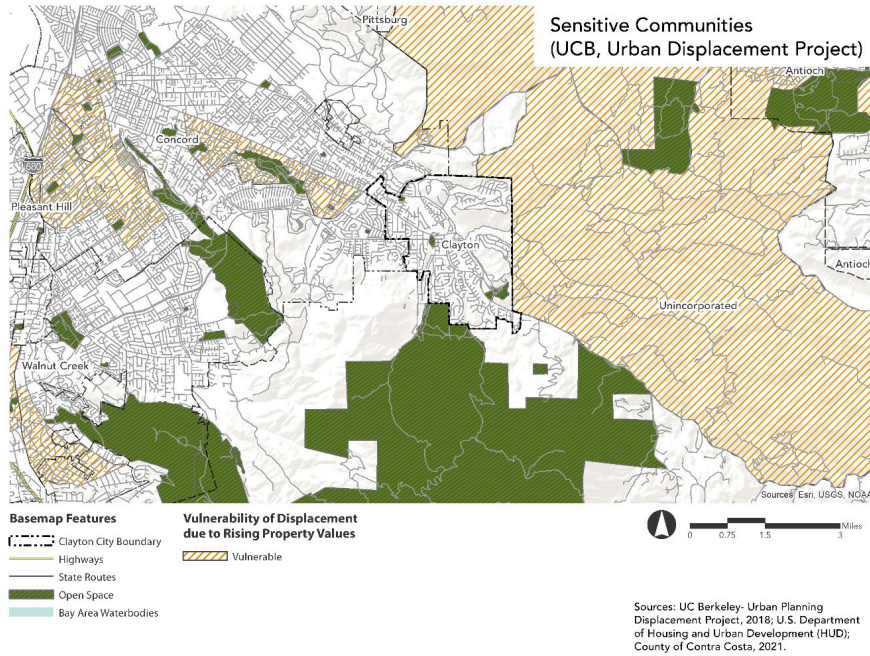 Sensitive Communities
(UCB, Urban Displacement Project)
Pittsburg
Antioch
Concord
680
Pleasant Hill
Clayton
Antioch
Unincorporated
Walnut Creek
Sources: Esri, USGS, NOAA
Basemap Features
Clayton City Boundary
Highways
State Routes
Open Space
Bay Area Waterbodies
Vulnerability of Displacement
due to Rising Property Values
Vulnerable
0 0.75 1.5 3 Miles
Sources: UC Berkeley- Urban Planning
Displacement Project, 2018; U.S. Department
of Housing and Urban Development (HUD);
County of Contra Costa, 2021.